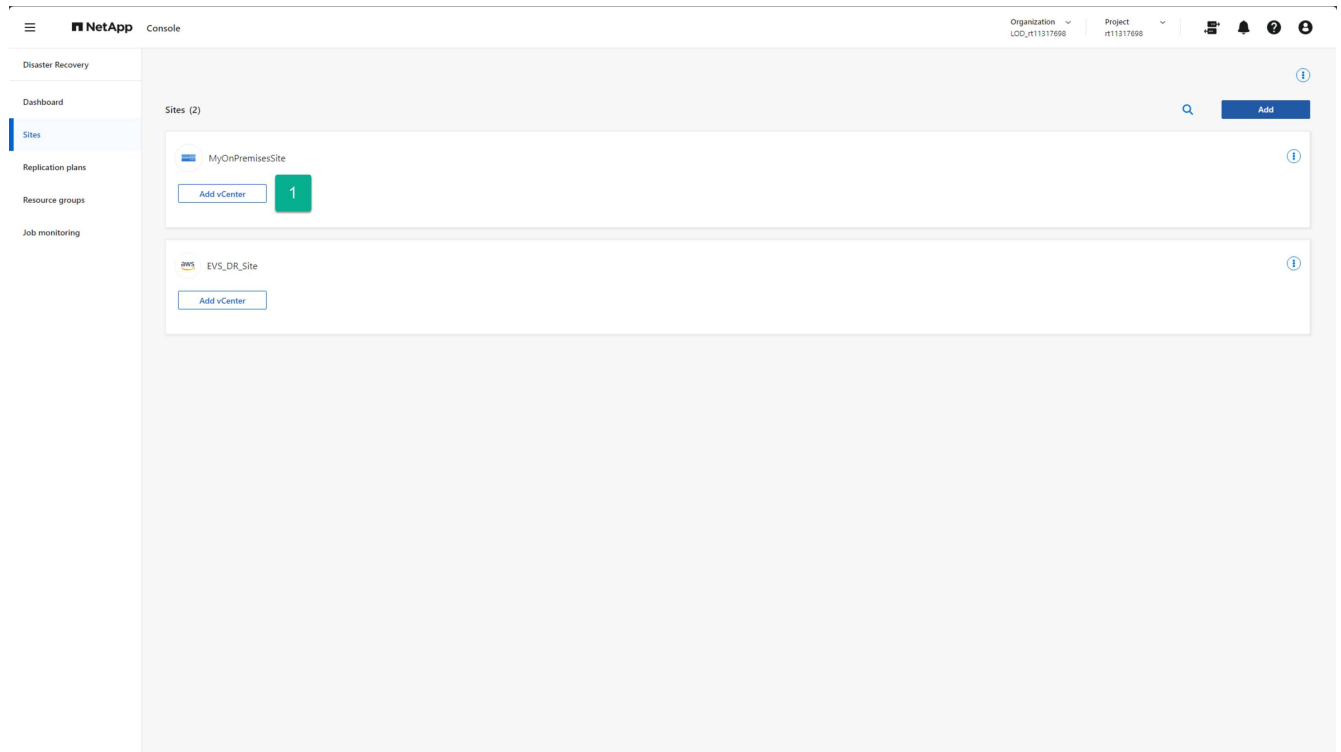 NetApp Console
Organization
LOD_rt11317698
Project
rt11317698
Disaster Recovery
Dashboard
Sites
Replication plans
Resource groups
Job monitoring
Sites (2)
Add
MyOnPremisesSite
Add vCenter
1
aws EVS_DR_Site
Add vCenter